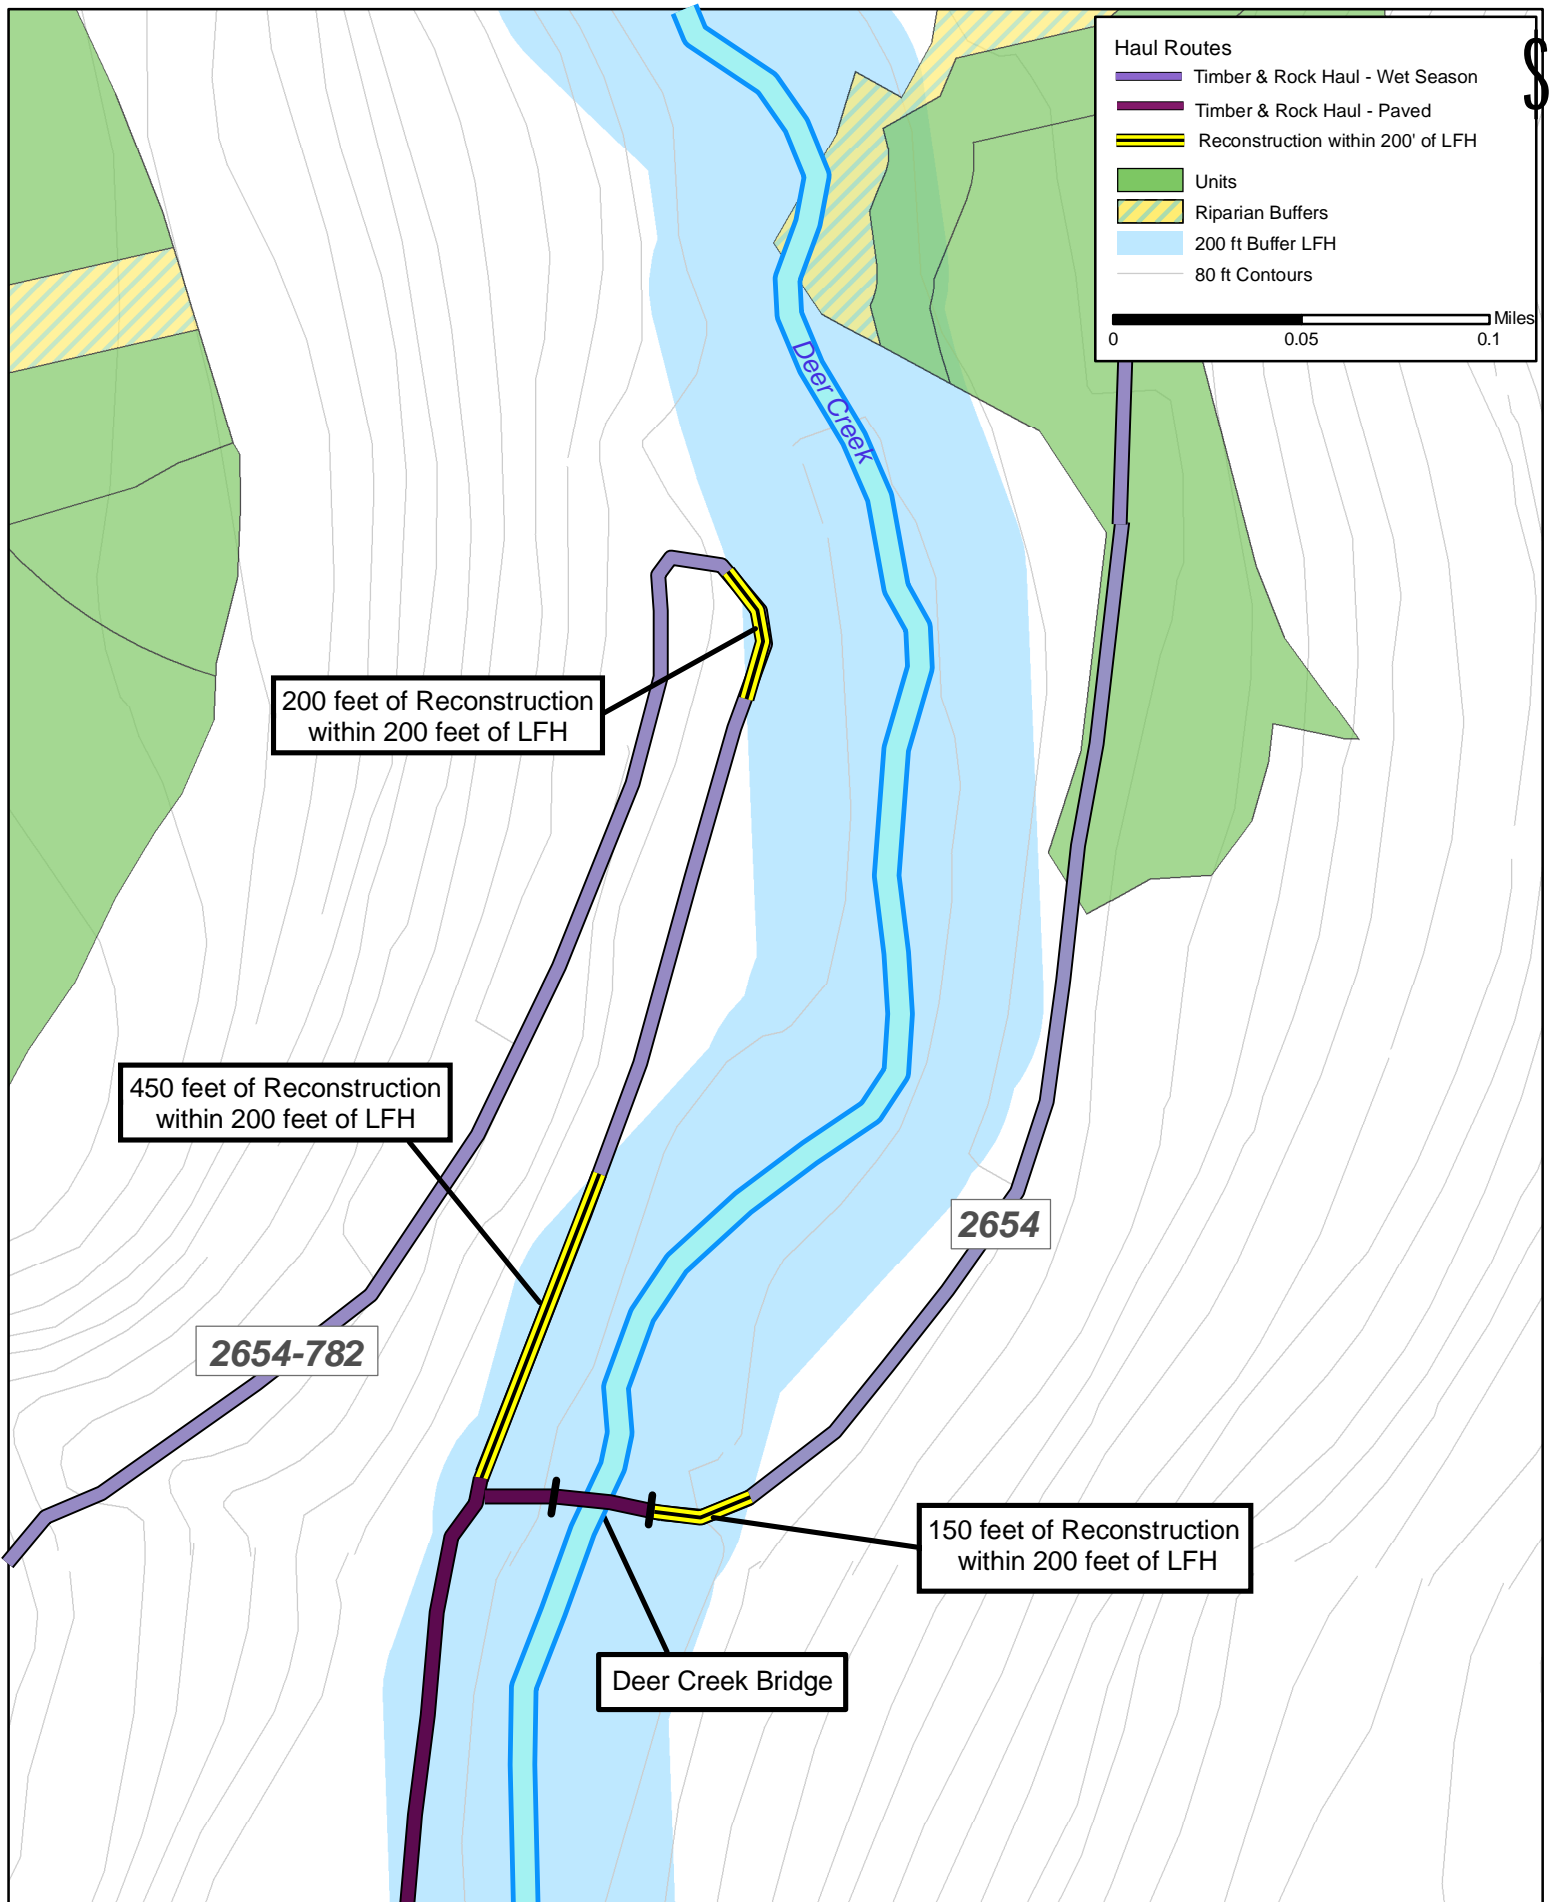 Haul Routes
Timber & Rock Haul - Wet Season
Timber & Rock Haul - Paved
Reconstruction within 200' of LFH
Units
Riparian Buffers
200 ft Buffer LFH
80 ft Contours
Miles
0 0.05 0.1
$
Deer Creek
200 feet of Reconstruction
within 200 feet of LFH
450 feet of Reconstruction
within 200 feet of LFH
2654
2654-782
150 feet of Reconstruction
within 200 feet of LFH
Deer Creek Bridge